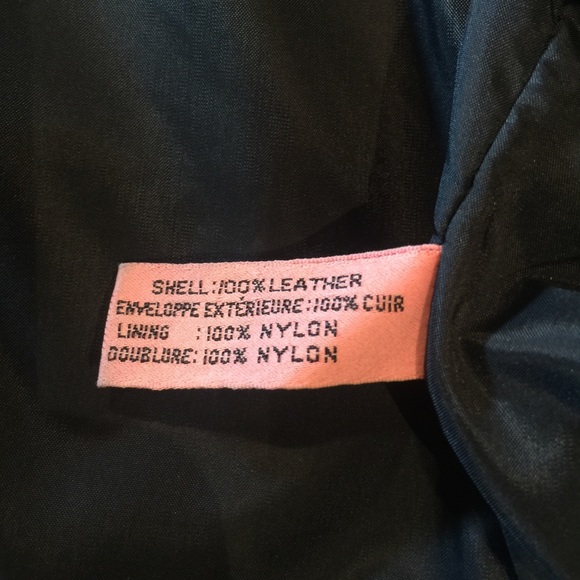 SHELL:100% LEATHER
ENVELOPPE EXTÉRIEURE:100% CUIR
LINING :100% NYLON
DOUBLURE:100% NYLON